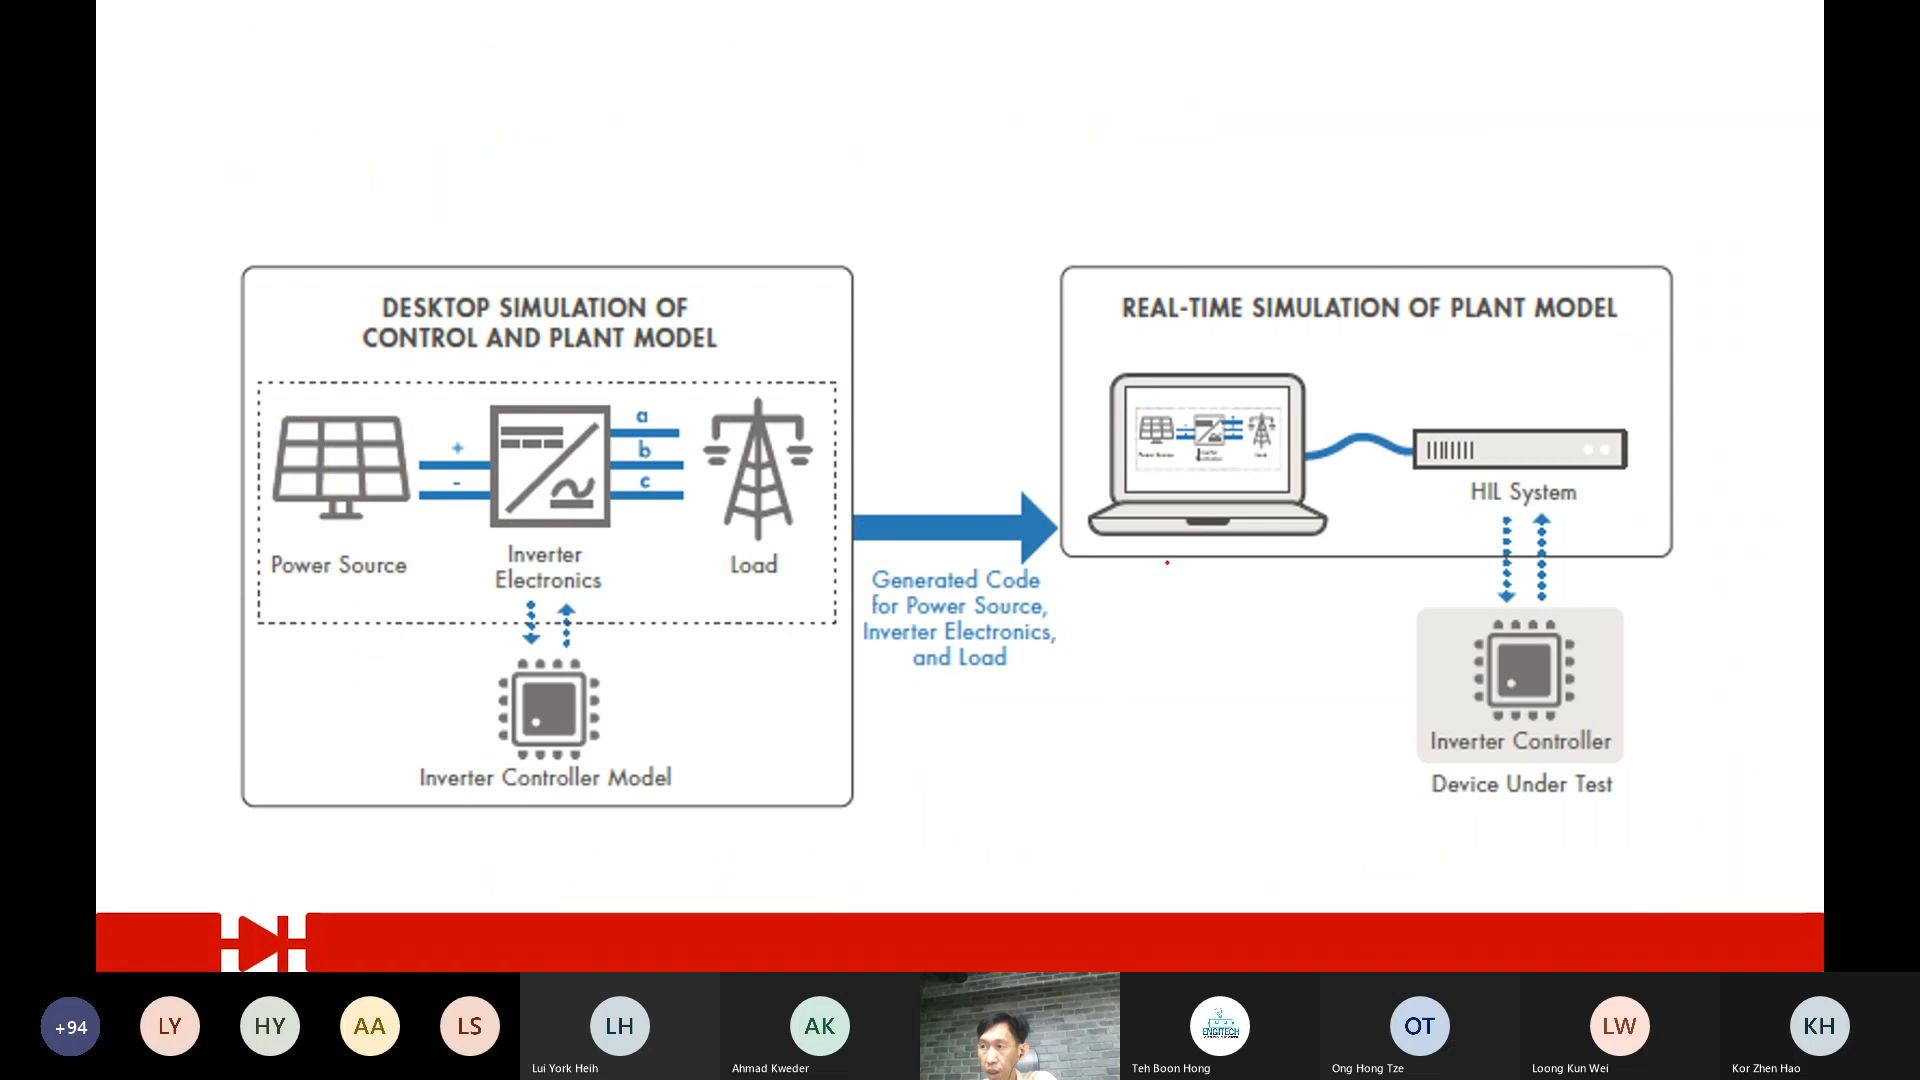 DESKTOP SIMULATION OF
CONTROL AND PLANT MODEL
+
-
a
b
c
Power Source
Inverter
Electronics
Load
Inverter Controller Model
Generated Code
for Power Source,
Inverter Electronics,
and Load
REAL-TIME SIMULATION OF PLANT MODEL
HIL System
Inverter Controller
Device Under Test
+94
LY
HY
AA
LS
LH
Lui York Heih
AK
Ahmad Kweder
ENGITECH
Teh Boon Hong
OT
Ong Hong Tze
LW
Loong Kun Wei
KH
Kor Zhen Hao